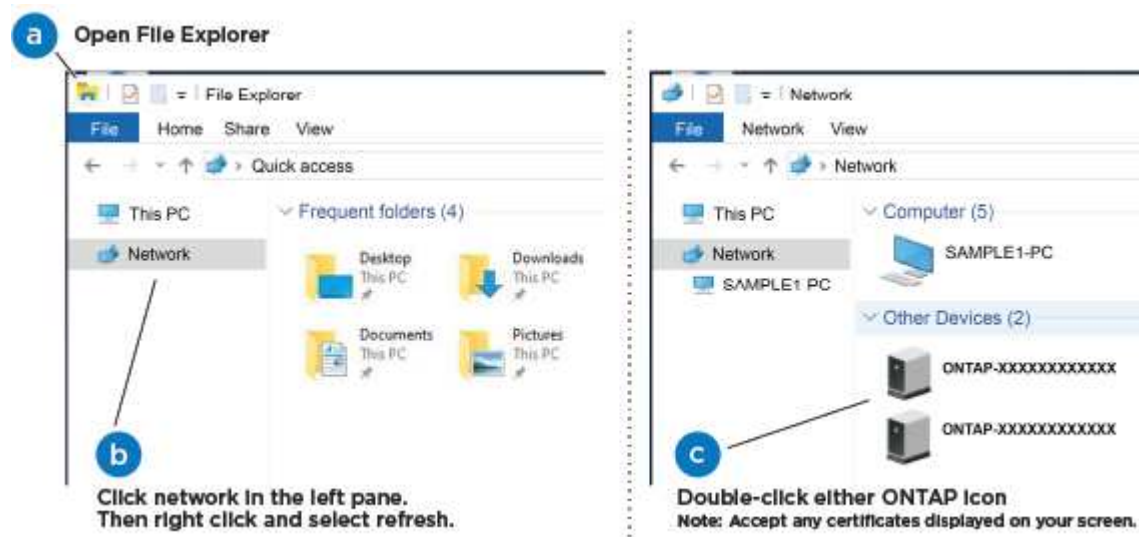 a
Open File Explorer
File Explorer
File Home Share View
Quick access
This PC
Network
Frequent folders (4)
Desktop
This PC
Downloads
This PC
Documents
This PC
Pictures
This PC
b
Click network in the left pane.
Then right click and select refresh.
Network
File Network View
Network
This PC
Network
SAMPLE1 PC
Computer (5)
SAMPLE1-PC
Other Devices (2)
ONTAP-XXXXXXXXXXXX
ONTAP-XXXXXXXXXXXX
c
Double-click either ONTAP icon
Note: Accept any certificates displayed on your screen.